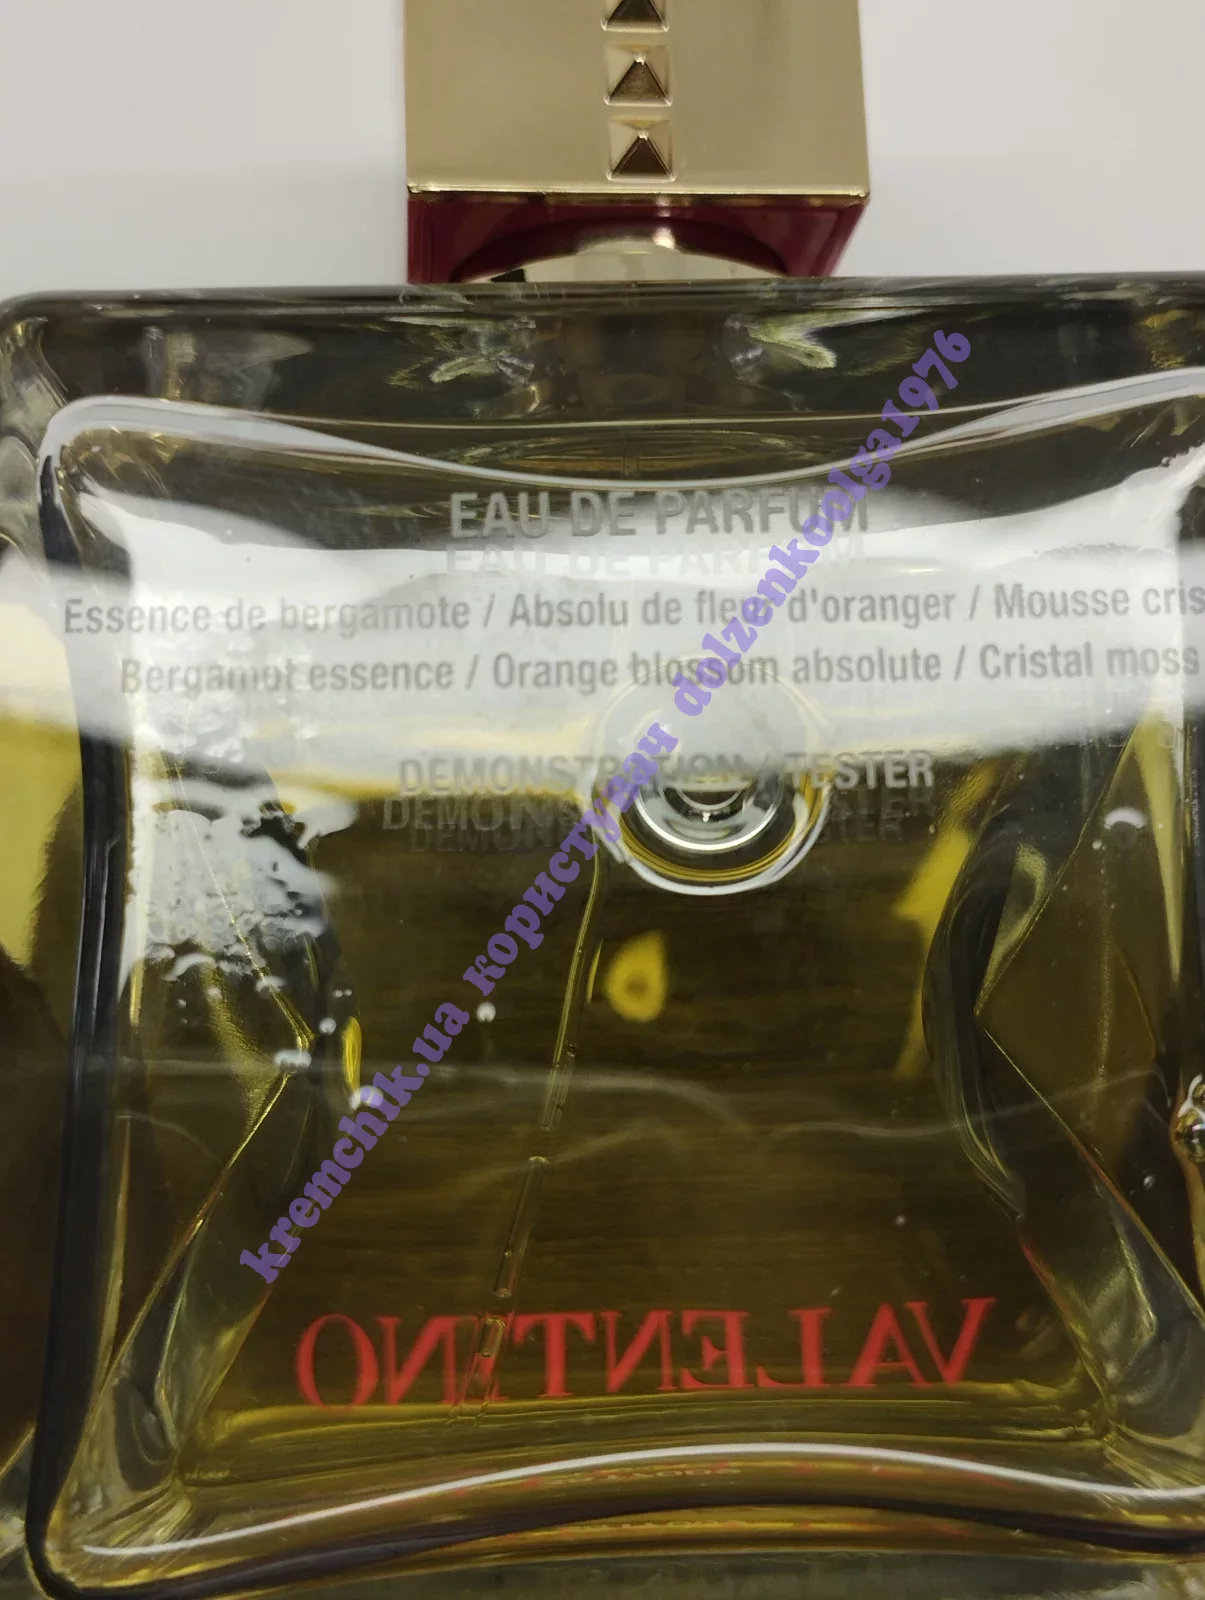 EAU DE PARFUM
Essence de bergamote / Absolu de fleur d'oranger / Mousse cris
Bergamot essence / Orange blossom absolute / Cristal moss
DEMONSTRATION / TESTER
VALENTINO
kremchik.ua користувач dolzenkoolga1976